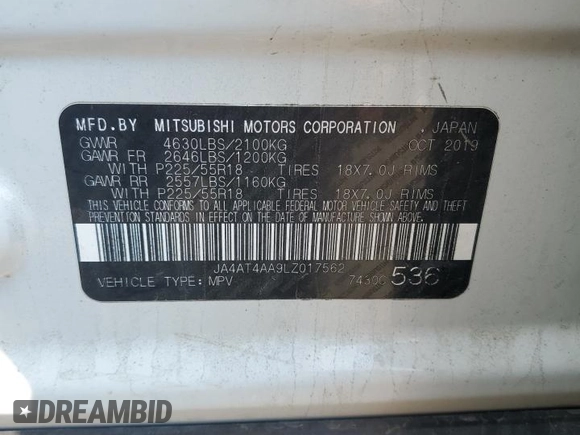 MFD.BY MITSUBISHI MOTORS CORPORATION . JAPAN
GVWR 4630LBS/2100KG OCT 2019
GAWR FR 2646LBS/1200KG
WITH P225/55R18 TIRES 18X7.0J RIMS
GAWR RR 2557LBS/1160KG
WITH P225/55R18 TIRES 18X7.0J RIMS
THIS VEHICLE CONFORMS TO ALL APPLICABLE FEDERAL MOTOR VEHICLE SAFETY AND THEFT
PREVENTION STANDARDS IN EFFECT ON THE DATE OF MANUFACTURE SHOWN ABOVE.
JA4AT4AA9LZ017562
VEHICLE TYPE: MPV 7430C 536
DREAMBID